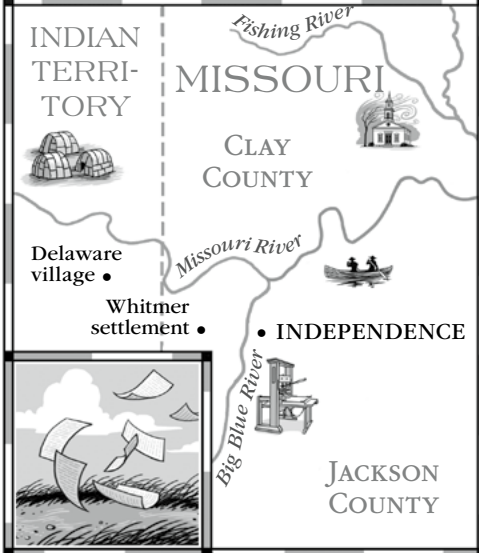 Fishing River
INDIAN
TERRI-
TORY
MISSOURI
CLAY
COUNTY
Missouri River
Delaware
village
Whitmer
settlement
INDEPENDENCE
Big Blue River
JACKSON
COUNTY